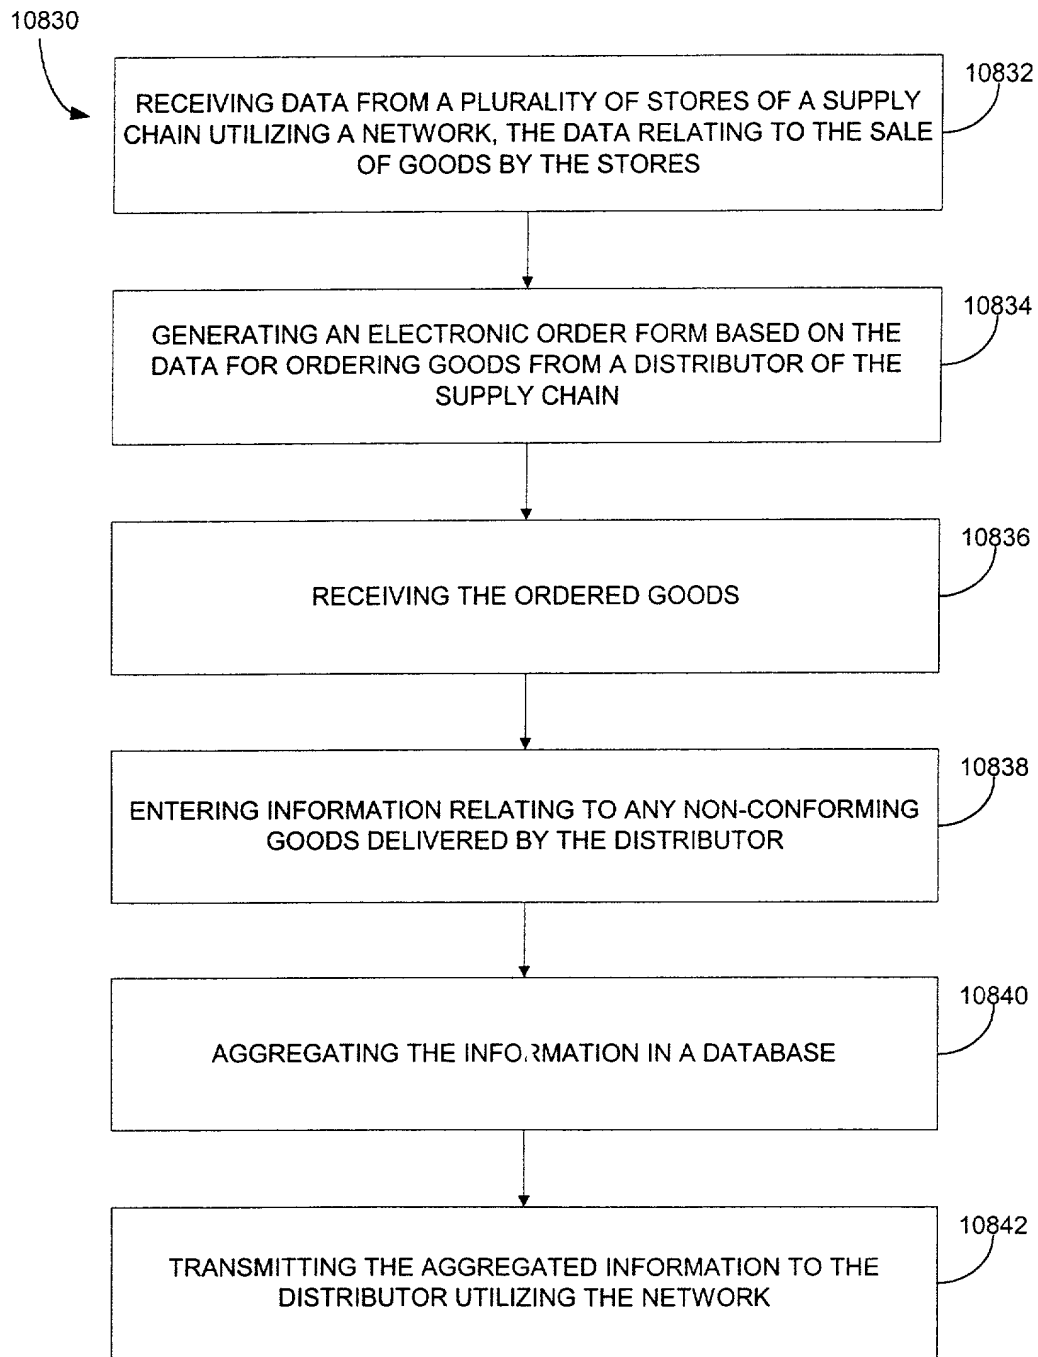 10830
10832
RECEIVING DATA FROM A PLURALITY OF STORES OF A SUPPLY
CHAIN UTILIZING A NETWORK, THE DATA RELATING TO THE SALE
OF GOODS BY THE STORES
10834
GENERATING AN ELECTRONIC ORDER FORM BASED ON THE
DATA FOR ORDERING GOODS FROM A DISTRIBUTOR OF THE
SUPPLY CHAIN
10836
RECEIVING THE ORDERED GOODS
10838
ENTERING INFORMATION RELATING TO ANY NON-CONFORMING
GOODS DELIVERED BY THE DISTRIBUTOR
10840
AGGREGATING THE INFORMATION IN A DATABASE
10842
TRANSMITTING THE AGGREGATED INFORMATION TO THE
DISTRIBUTOR UTILIZING THE NETWORK